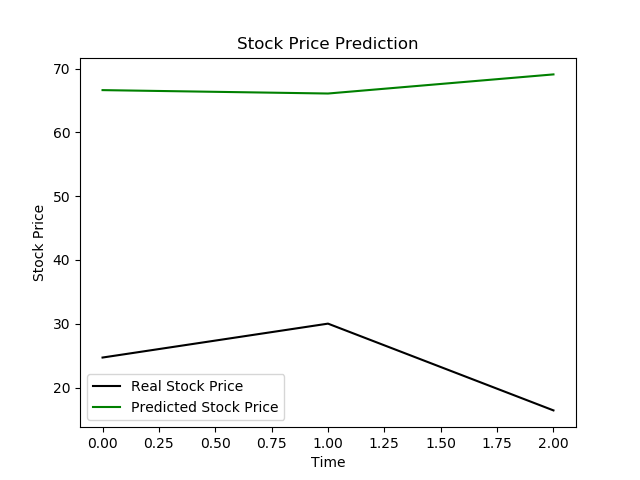 Stock Price Prediction
Stock Price
70
60
50
40
30
20
Real Stock Price
Predicted Stock Price
0.00 0.25 0.50 0.75 1.00 1.25 1.50 1.75 2.00
Time